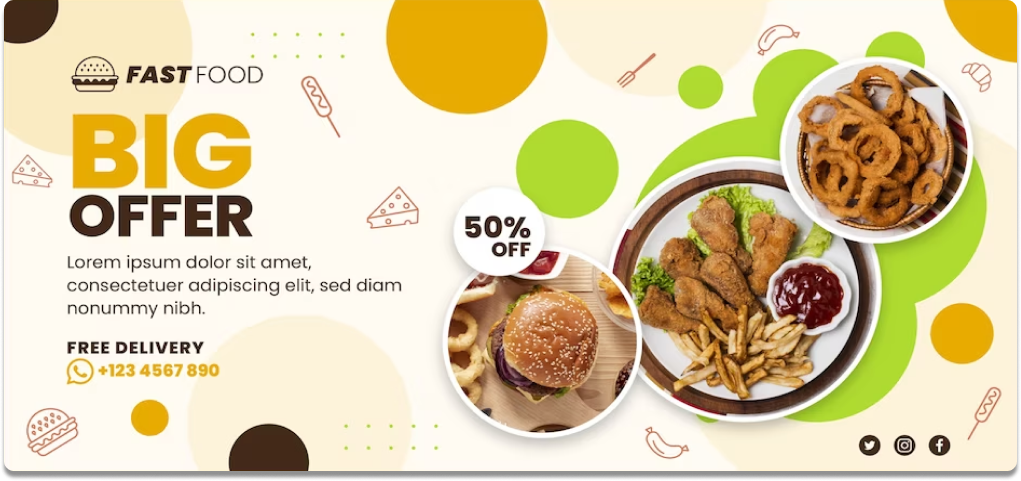 FAST FOOD
BIG
OFFER
Lorem ipsum dolor sit amet,
consectetuer adipiscing elit, sed diam
nonummy nibh.
FREE DELIVERY
+123 4567 890
50%
OFF